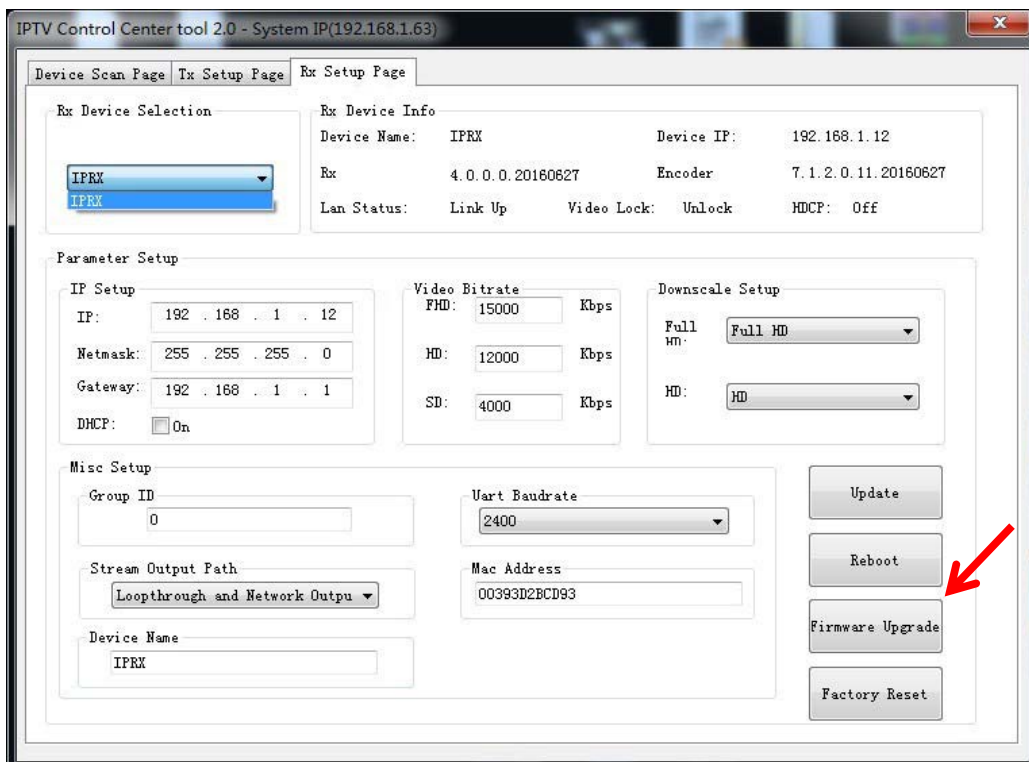 IPTV Control Center tool 2.0 - System IP(192.168.1.63)
Device Scan Page Tx Setup Page Rx Setup Page
Rx Device Selection
IPRX
IPRX
Rx Device Info
Device Name: IPRX Device IP: 192.168.1.12
Rx 4.0.0.0.20160627 Encoder 7.1.2.0.11.20160627
Lan Status: Link Up Video Lock: Unlock HDCP: Off
Parameter Setup
IP Setup
IP: 192 . 168 . 1 . 12
Netmask: 255 . 255 . 255 . 0
Gateway: 192 . 168 . 1 . 1
DHCP: On
Video Bitrate
FHD: 15000 Kbps
HD: 12000 Kbps
SD: 4000 Kbps
Downscale Setup
Full HD: Full HD
HD: HD
Misc Setup
Group ID
0
Uart Baudrate
2400
Stream Output Path
Loopthrough and Network Outpu
Mac Address
00393D2BCD93
Device Name
IPRX
Update
Reboot
Firmware Upgrade
Factory Reset